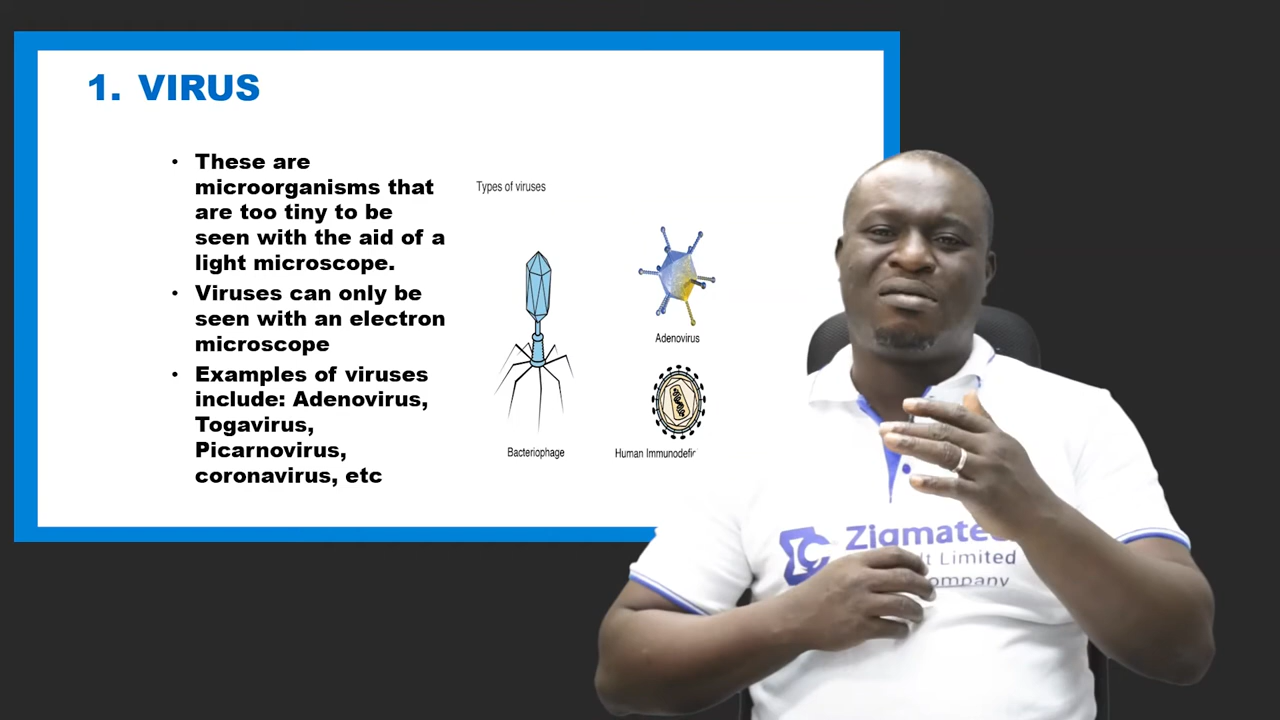 1. VIRUS
• These are
microorganisms that
are too tiny to be
seen with the aid of a
light microscope.
• Viruses can only be
seen with an electron
microscope
• Examples of viruses
include: Adenovirus,
Togavirus,
Picarnovirus,
coronavirus, etc
Types of viruses
Adenovirus
Bacteriophage
Human
Limited